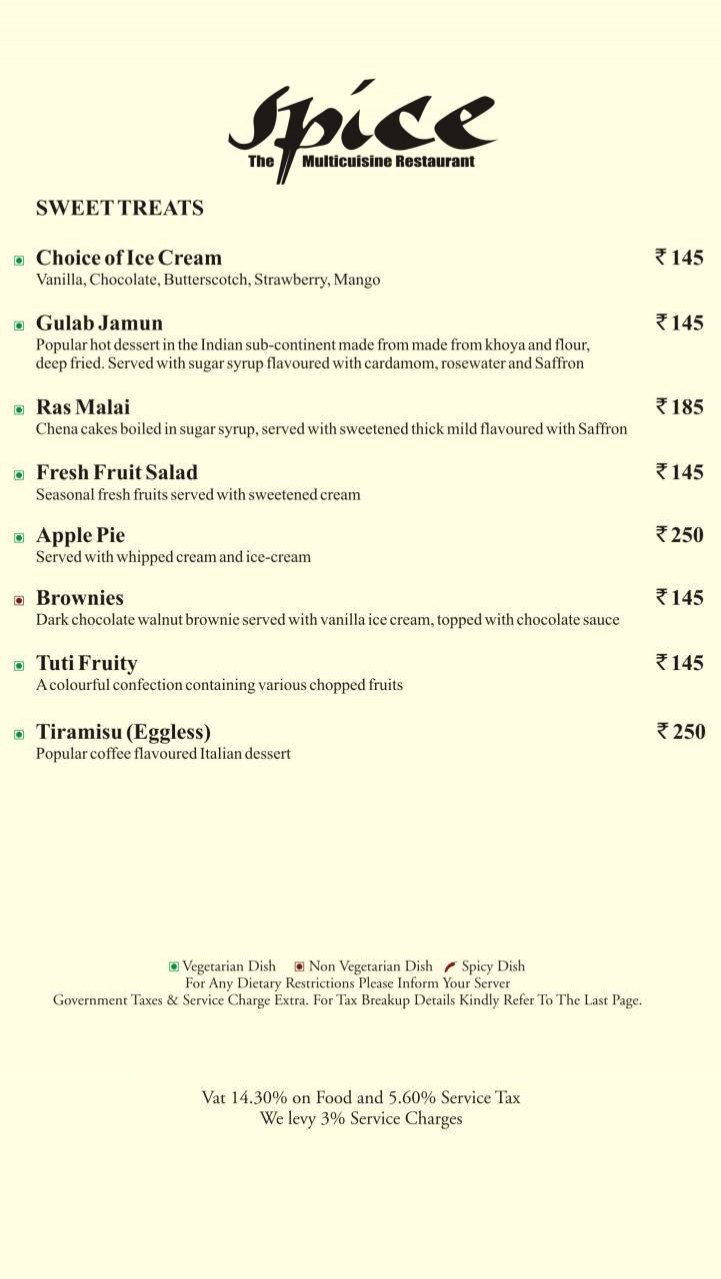 spice
The Multicuisine Restaurant
SWEET TREATS
Choice of Ice Cream ₹ 145
Vanilla, Chocolate, Butterscotch, Strawberry, Mango
Gulab Jamun ₹ 145
Popular hot dessert in the Indian sub-continent made from made from khoya and flour,
deep fried. Served with sugar syrup flavoured with cardamom, rosewater and Saffron
Ras Malai ₹ 185
Chena cakes boiled in sugar syrup, served with sweetened thick mild flavoured with Saffron
Fresh Fruit Salad ₹ 145
Seasonal fresh fruits served with sweetened cream
Apple Pie ₹ 250
Served with whipped cream and ice-cream
Brownies ₹ 145
Dark chocolate walnut brownie served with vanilla ice cream, topped with chocolate sauce
Tuti Fruity ₹ 145
A colourful confection containing various chopped fruits
Tiramisu (Eggless) ₹ 250
Popular coffee flavoured Italian dessert
Vegetarian Dish Non Vegetarian Dish Spicy Dish
For Any Dietary Restrictions Please Inform Your Server
Government Taxes & Service Charge Extra. For Tax Breakup Details Kindly Refer To The Last Page.
Vat 14.30% on Food and 5.60% Service Tax
We levy 3% Service Charges